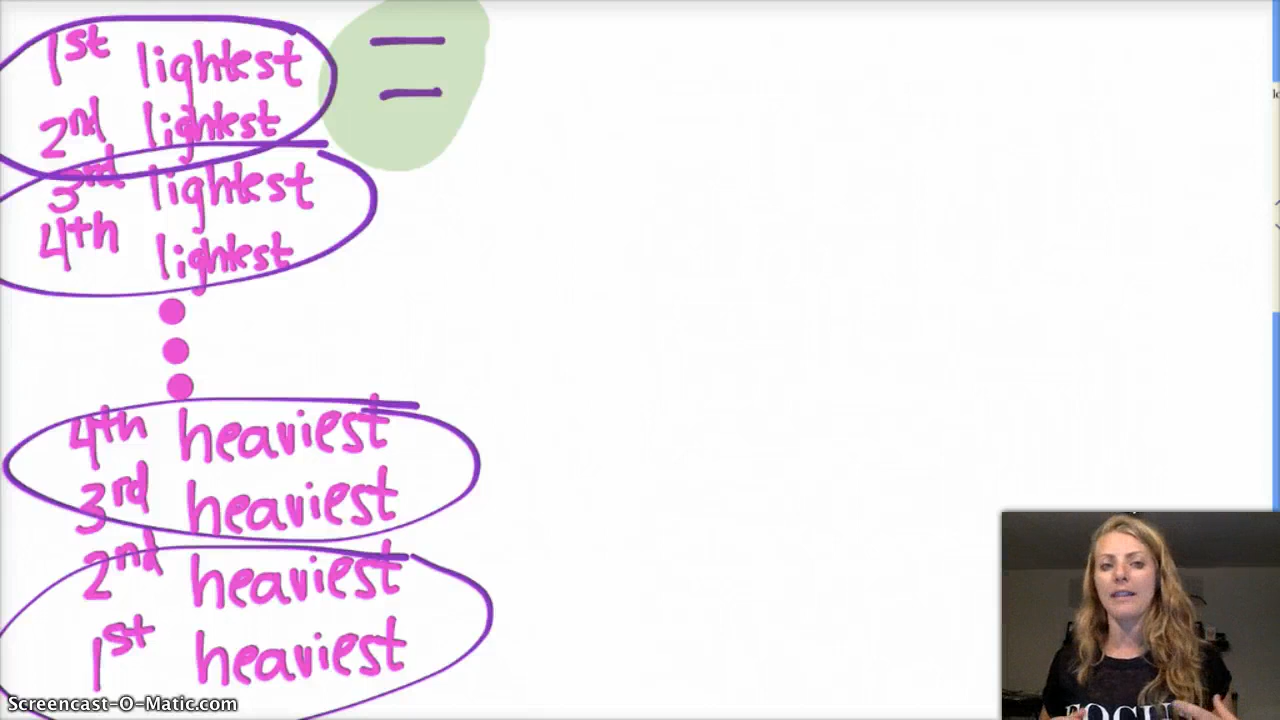 1st lightest
2nd lightest
3rd lightest
4th lightest
4th heaviest
3rd heaviest
2nd heaviest
1st heaviest
Screencast-O-Matic.com